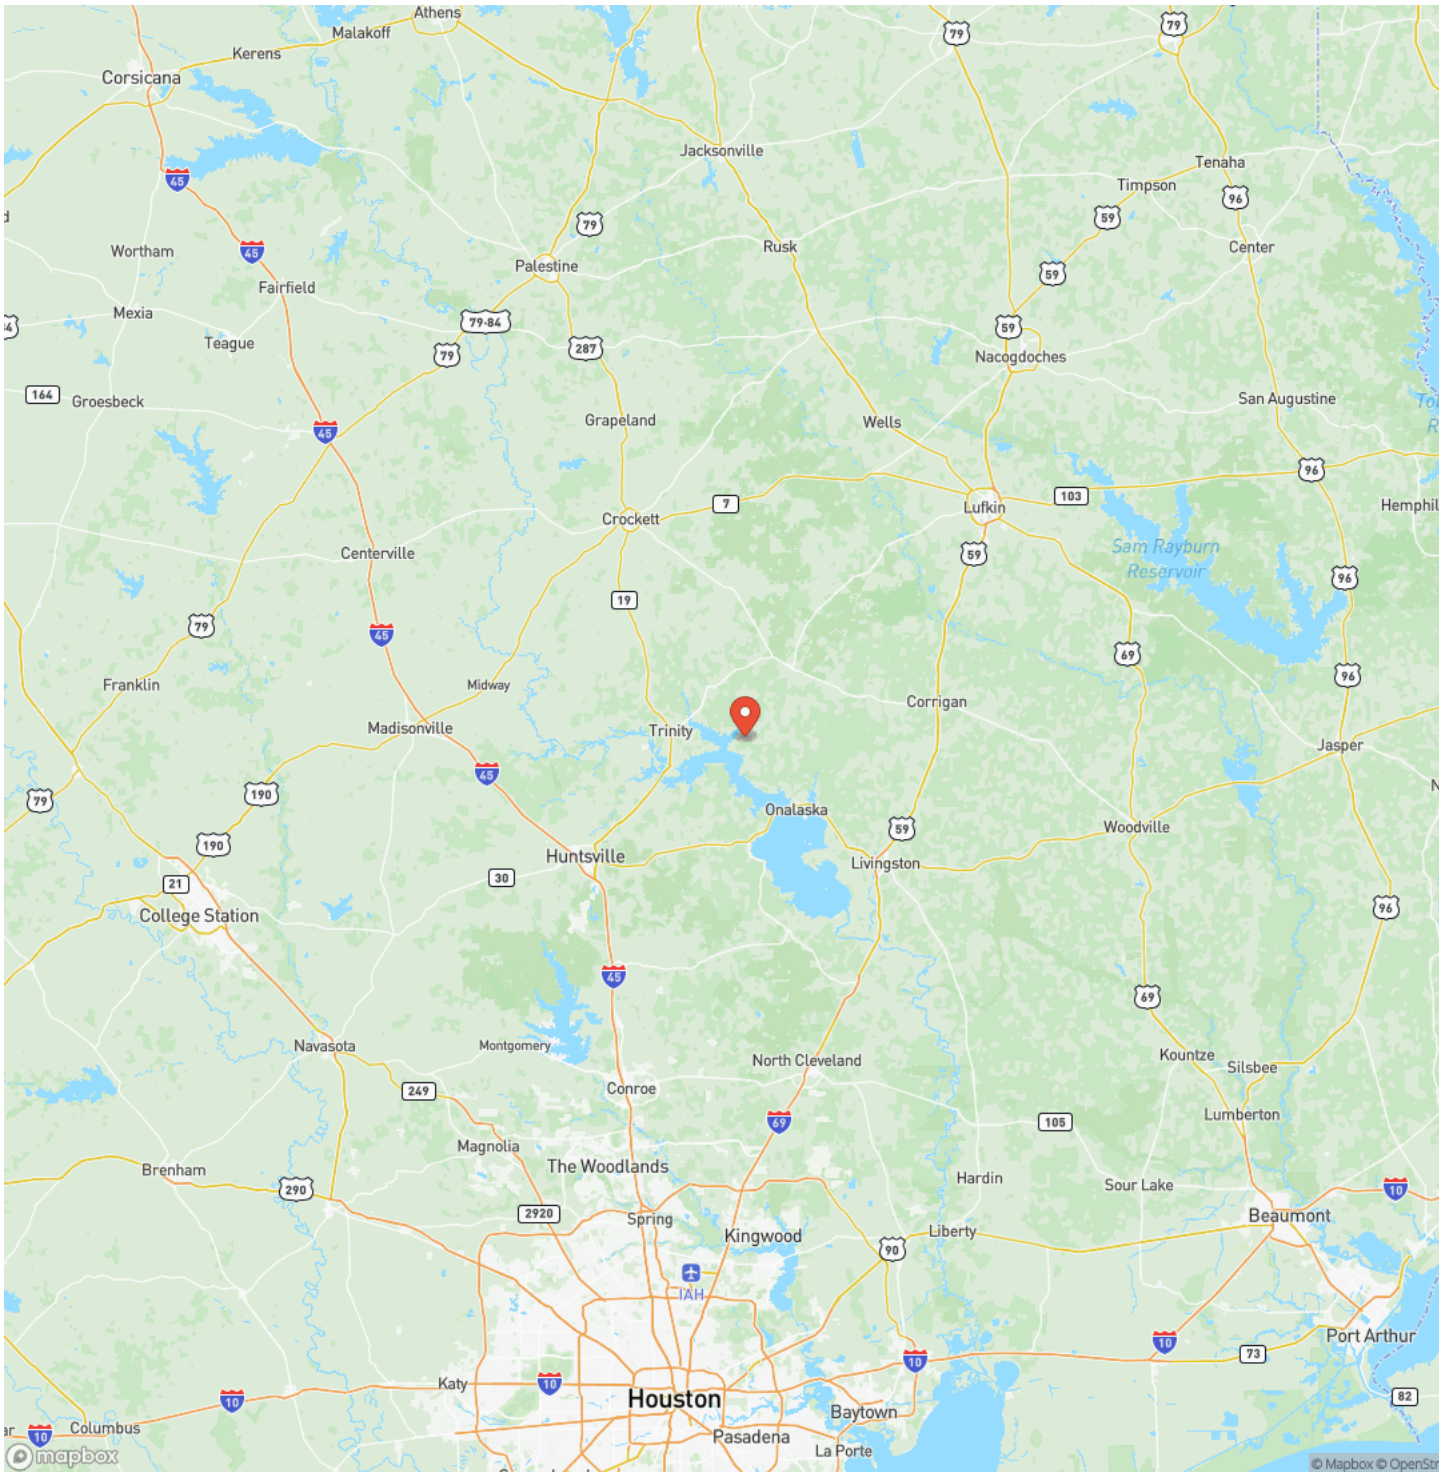 Athens
Malakoff
79
79
Kerens
Corsicana
Jacksonville
45
Tenaha
Timpson
96
59
79
Wortham
45
Rusk
Center
Palestine
59
Fairfield
Mexia
79-84
59
Teague
79
287
Nacogdoches
164
Groesbeck
San Augustine
Grapeland
Wells
45
96
7
103
Lufkin
Hemphil
Crockett
Centerville
59
Sam Rayburn
Reservoir
96
19
79
45
69
96
Franklin
Midway
Corrigan
Madisonville
Trinity
Jasper
45
190
79
Onalaska
59
Woodville
190
Huntsville
Livingston
30
21
96
College Station
45
69
Navasota
Montgomery
North Cleveland
Kountze
Silsbee
Conroe
249
69
105
Lumberton
Magnolia
Brenham
The Woodlands
Hardin
Sour Lake
290
10
2920
Spring
Beaumont
Kingwood
Liberty
90
IAH
Port Arthur
10
73
10
Katy
10
10
82
Houston
Baytown
Columbus
10
Pasadena
La Porte
mapbox
© Mapbox © OpenStr